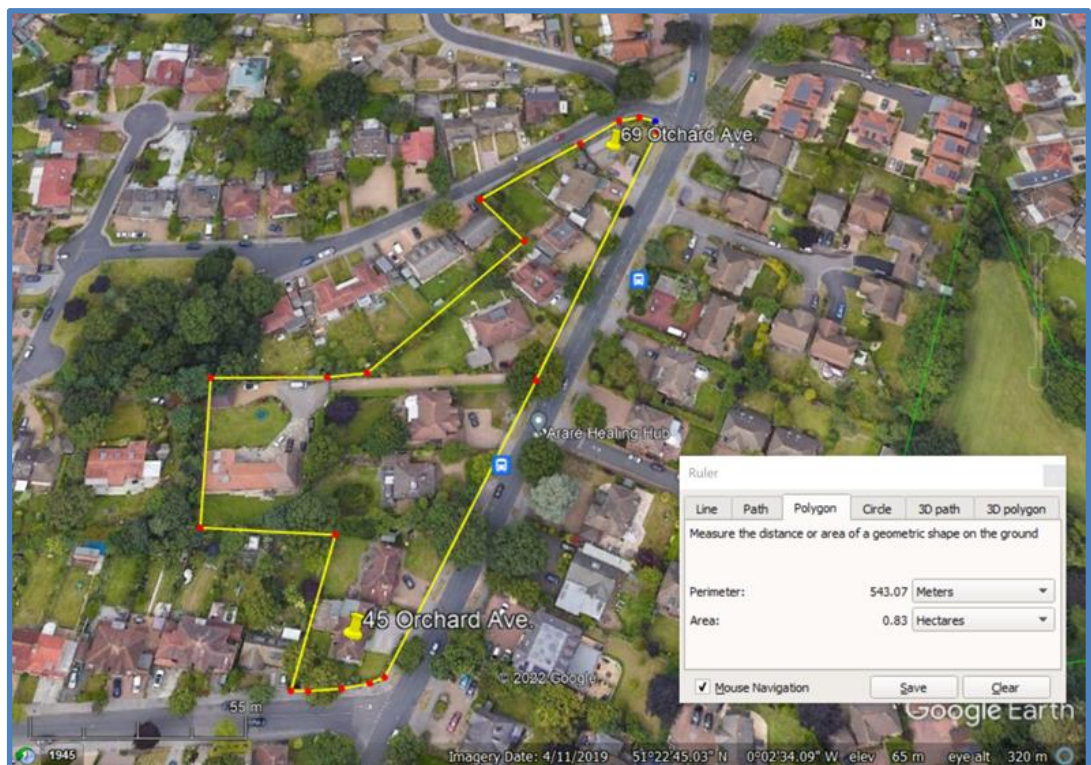 N
69 Otchard Ave.
Arare Healing Hub
45 Orchard Ave.
© 2022 Google
Ruler
Line Path Polygon Circle 3D path 3D polygon
Measure the distance or area of a geometric shape on the ground
Perimeter: 543.07 Meters
Area: 0.83 Hectares
Mouse Navigation Save Clear
Google Earth
55 m
1945
Imagery Date: 4/11/2019 51°22'45.03" N 0°02'34.09" W elev 65 m eye alt 320 m